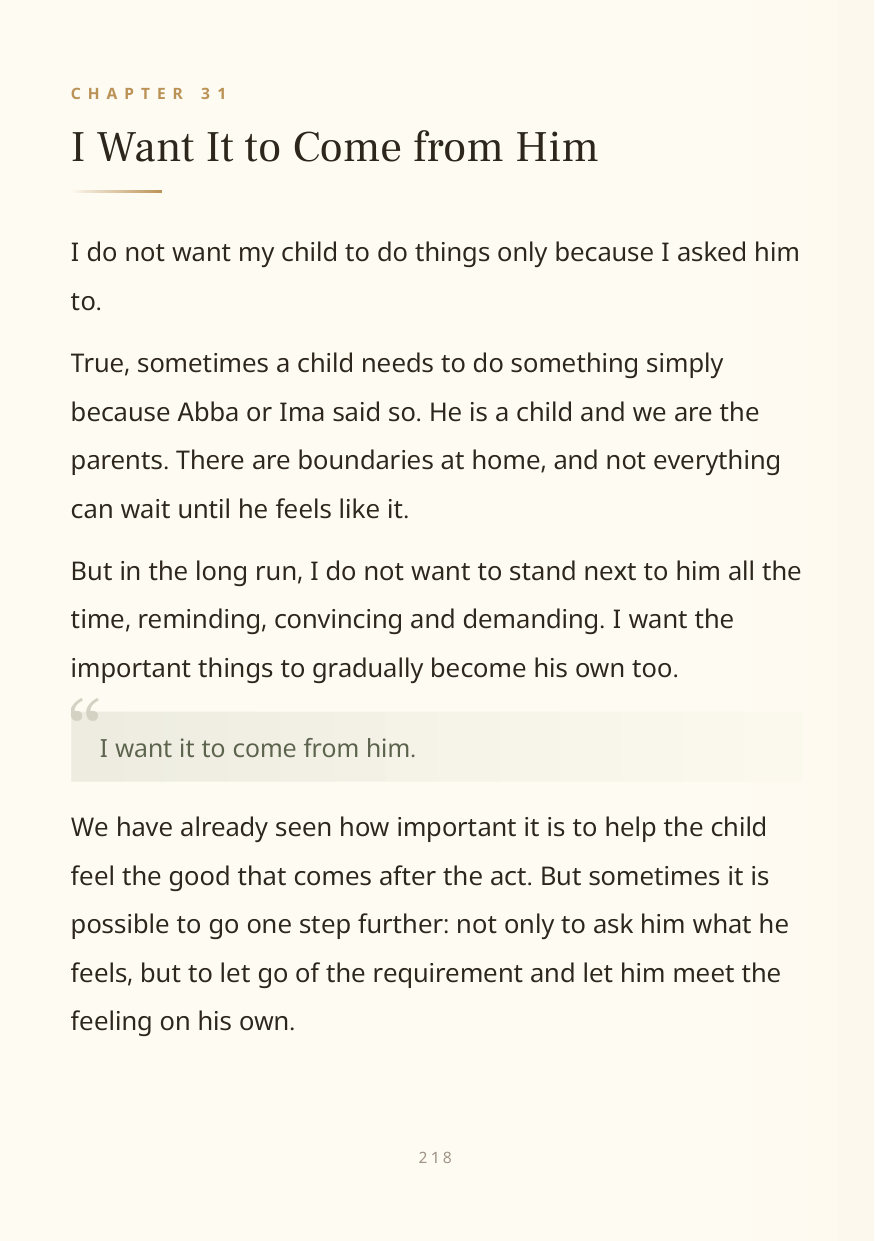 CHAPTER 31
I Want It to Come from Him
I do not want my child to do things only because I asked him
to.
True, sometimes a child needs to do something simply
because Abba or Ima said so. He is a child and we are the
parents. There are boundaries at home, and not everything
can wait until he feels like it.
But in the long run, I do not want to stand next to him all the
time, reminding, convincing and demanding. I want the
important things to gradually become his own too.
“
I want it to come from him.
We have already seen how important it is to help the child
feel the good that comes after the act. But sometimes it is
possible to go one step further: not only to ask him what he
feels, but to let go of the requirement and let him meet the
feeling on his own.
218